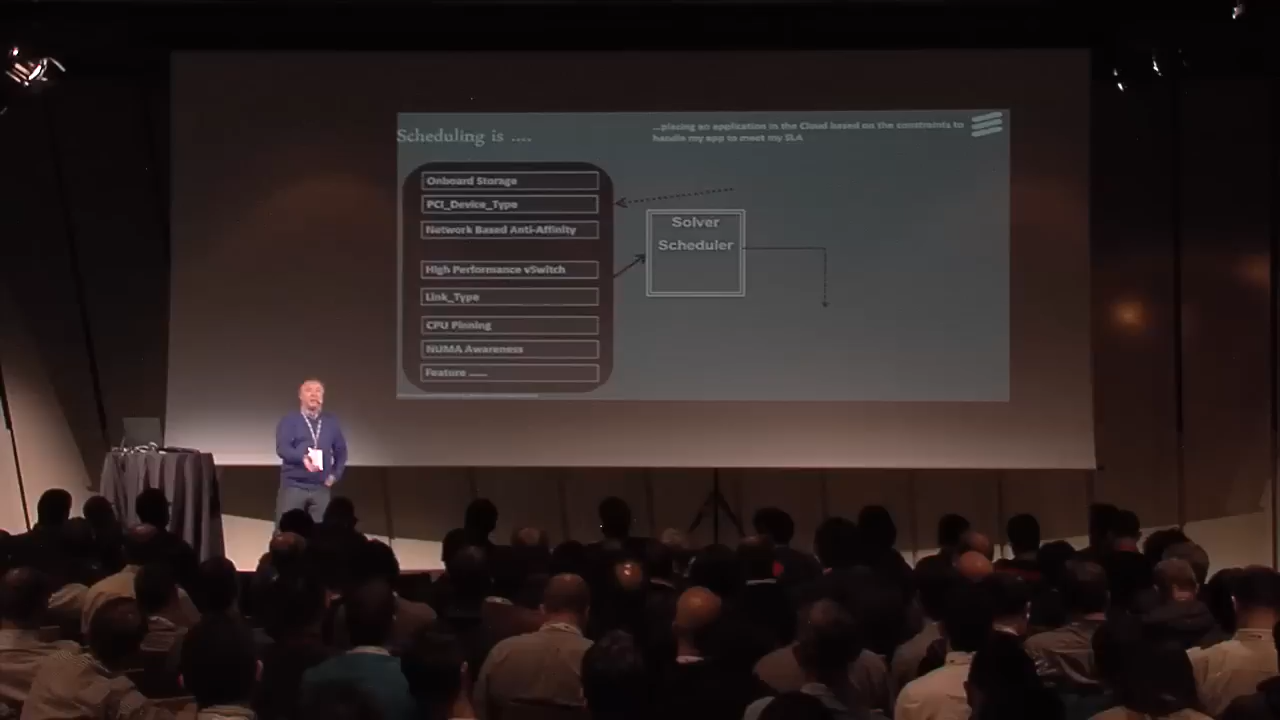 Scheduling is ....
...placing an application in the Cloud based on the constraints to
handle my app to meet my SLA
Onboard Storage
PCI_Device_Type
Network Based Anti-Affinity
High Performance vSwitch
Link_Type
CPU Pinning
NUMA Awareness
Feature ......
Solver
Scheduler